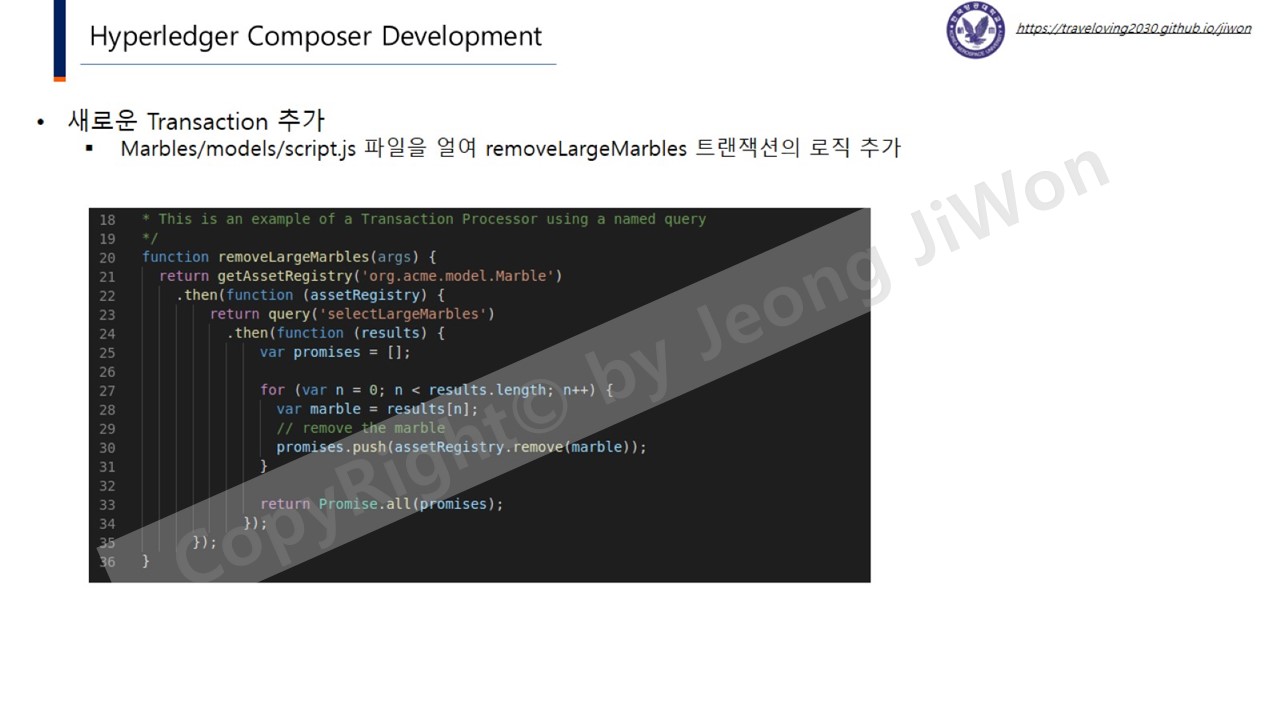 Hyperledger Composer Development
https://traveloving2030.github.io/jiwon
• 새로운 Transaction 추가
▪ Marbles/models/script.js 파일을 열여 removeLargeMarbles 트랜잭션의 로직 추가
18 * This is an example of a Transaction Processor using a named query
19 */
20 function removeLargeMarbles(args) {
21 return getAssetRegistry('org.acme.model.Marble')
22 .then(function (assetRegistry) {
23 return query('selectLargeMarbles')
24 .then(function (results) {
25 var promises = [];
26
27 for (var n = 0; n < results.length; n++) {
28 var marble = results[n];
29 // remove the marble
30 promises.push(assetRegistry.remove(marble));
31 }
32
33 return Promise.all(promises);
34 });
35 });
36 }
CopyRight© by Jeong JiWon